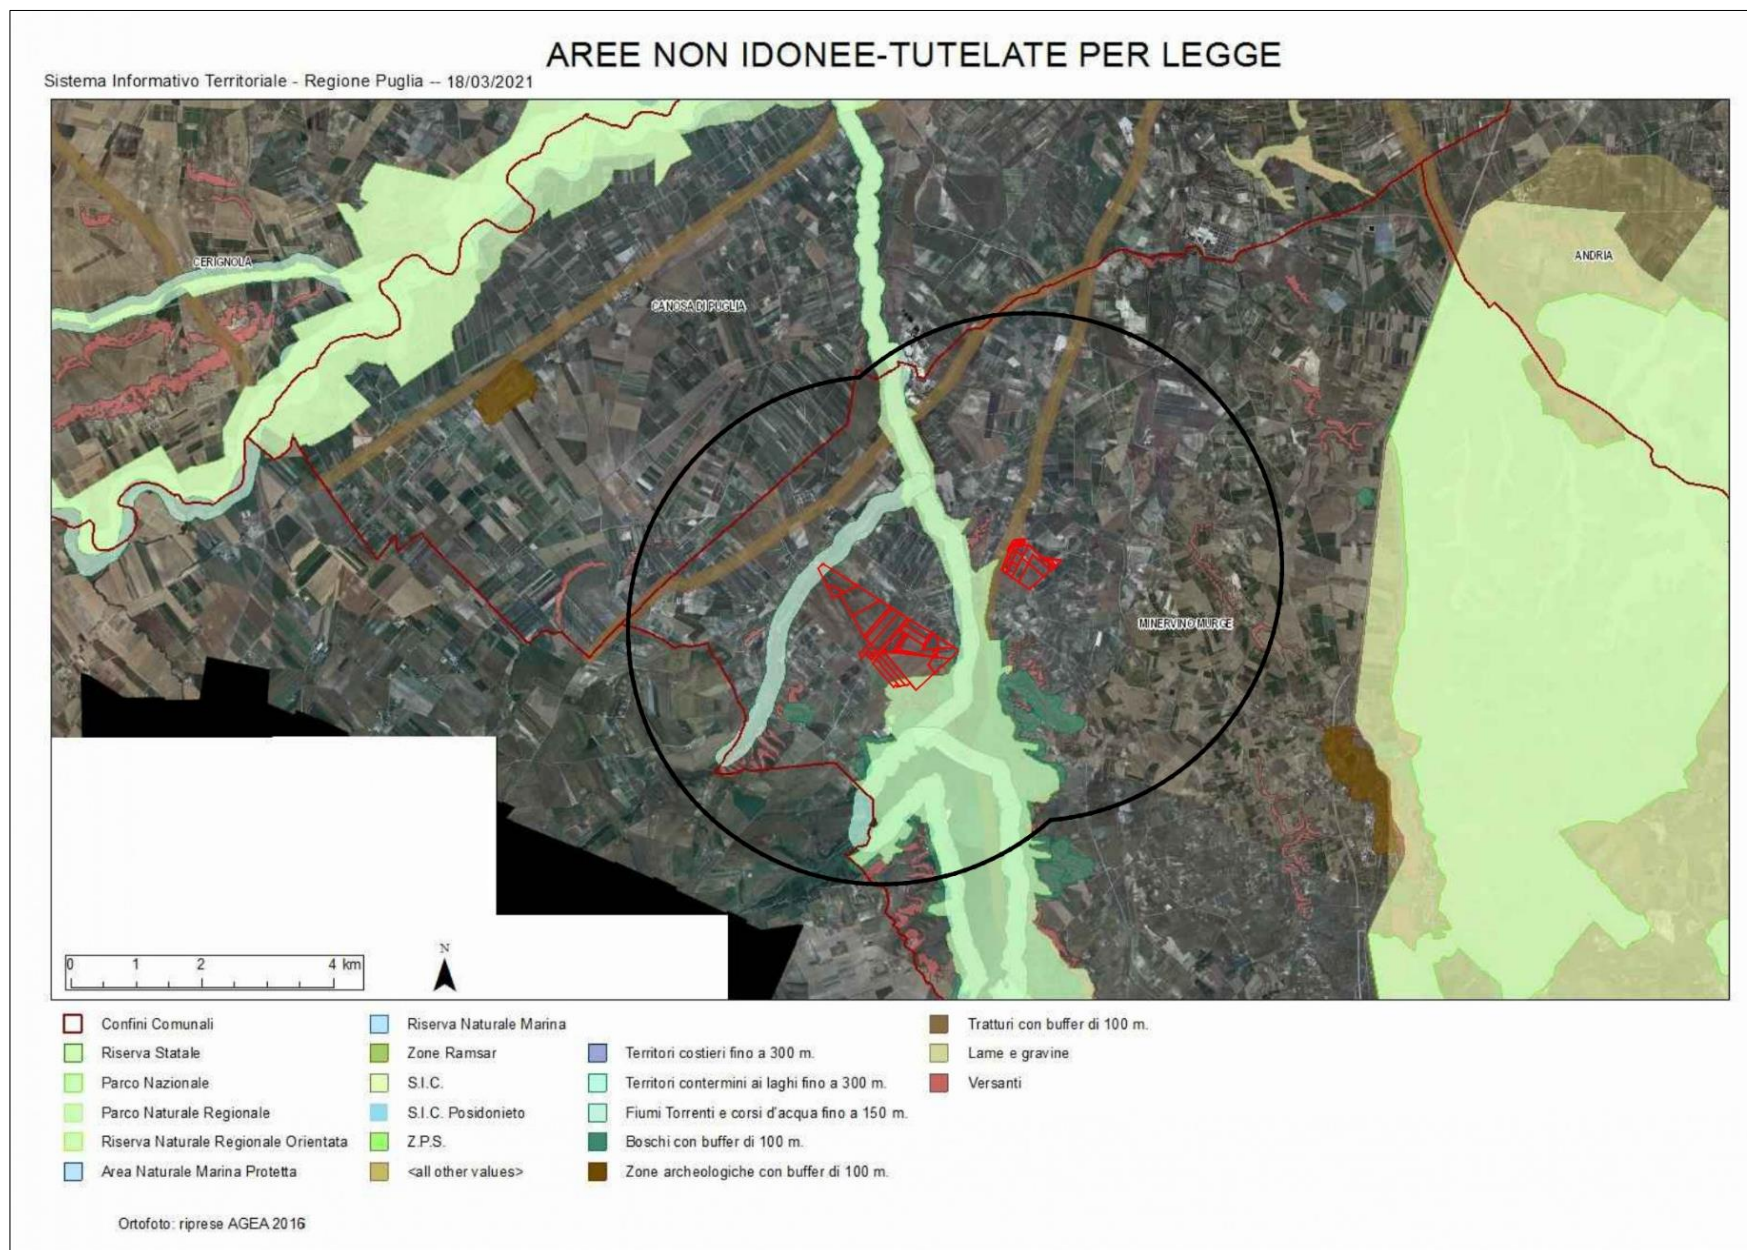 AREE NON IDONEE-TUTELATE PER LEGGE
Sistema Informativo Territoriale - Regione Puglia -- 18/03/2021
CERIGNOLA
CANOSA DI PUGLIA
ANDRIA
MINERVINO MURGE
0 1 2 4 km
N
Confini Comunali
Riserva Statale
Parco Nazionale
Parco Naturale Regionale
Riserva Naturale Regionale Orientata
Area Naturale Marina Protetta
Riserva Naturale Marina
Zone Ramsar
S.I.C.
S.I.C. Posidonieto
Z.P.S.
<all other values>
Territori costieri fino a 300 m.
Territori contermini ai laghi fino a 300 m.
Fiumi Torrenti e corsi d'acqua fino a 150 m.
Boschi con buffer di 100 m.
Zone archeologiche con buffer di 100 m.
Tratturi con buffer di 100 m.
Lame e gravine
Versanti
Ortofoto: riprese AGEA 2016